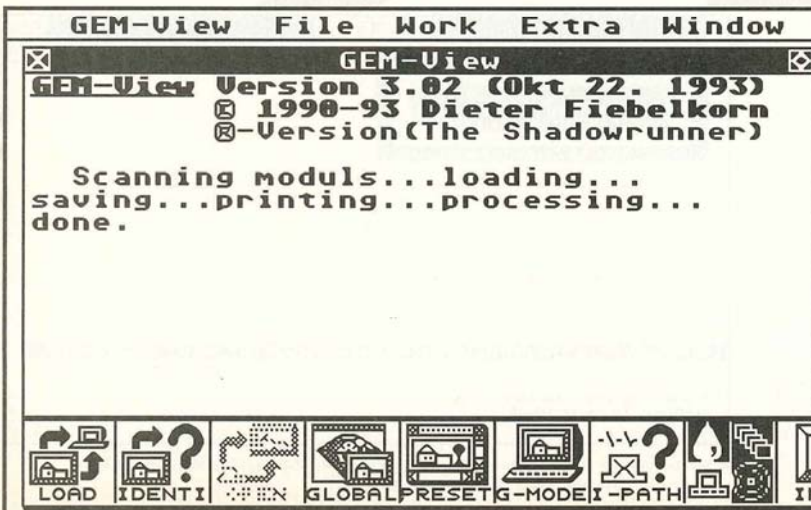 GEM-View File Work Extra Window
GEM-View
GEM-View Version 3.02 (Okt 22. 1993)
© 1990-93 Dieter Fiebelkorn
®-Version(The Shadowrunner)
Scanning moduls...loading...
saving...printing...processing...
done.
LOAD IDENTI GLOBAL PRESET G-MODE I-PATH